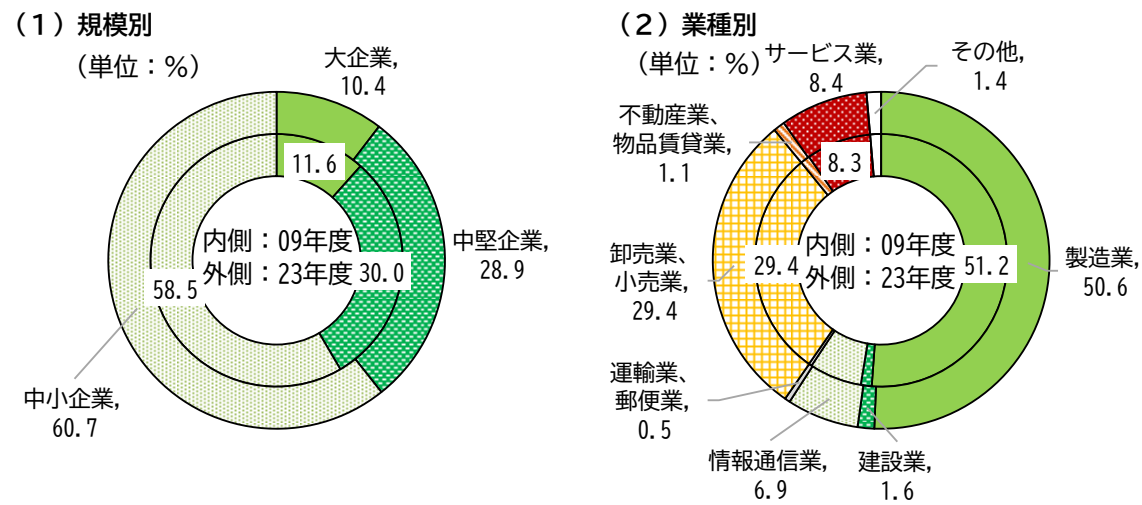 （1）規模別
（単位：%）
大企業,
10.4
11.6
中堅企業,
28.9
30.0
内側：09年度
外側：23年度
58.5
中小企業,
60.7
（2）業種別
（単位：%）
サービス業,
8.4
その他,
1.4
不動産業、
物品賃貸業,
1.1
8.3
卸売業、
小売業,
29.4
29.4
内側：09年度
外側：23年度
51.2
製造業,
50.6
運輸業、
郵便業,
0.5
情報通信業,
6.9
建設業,
1.6